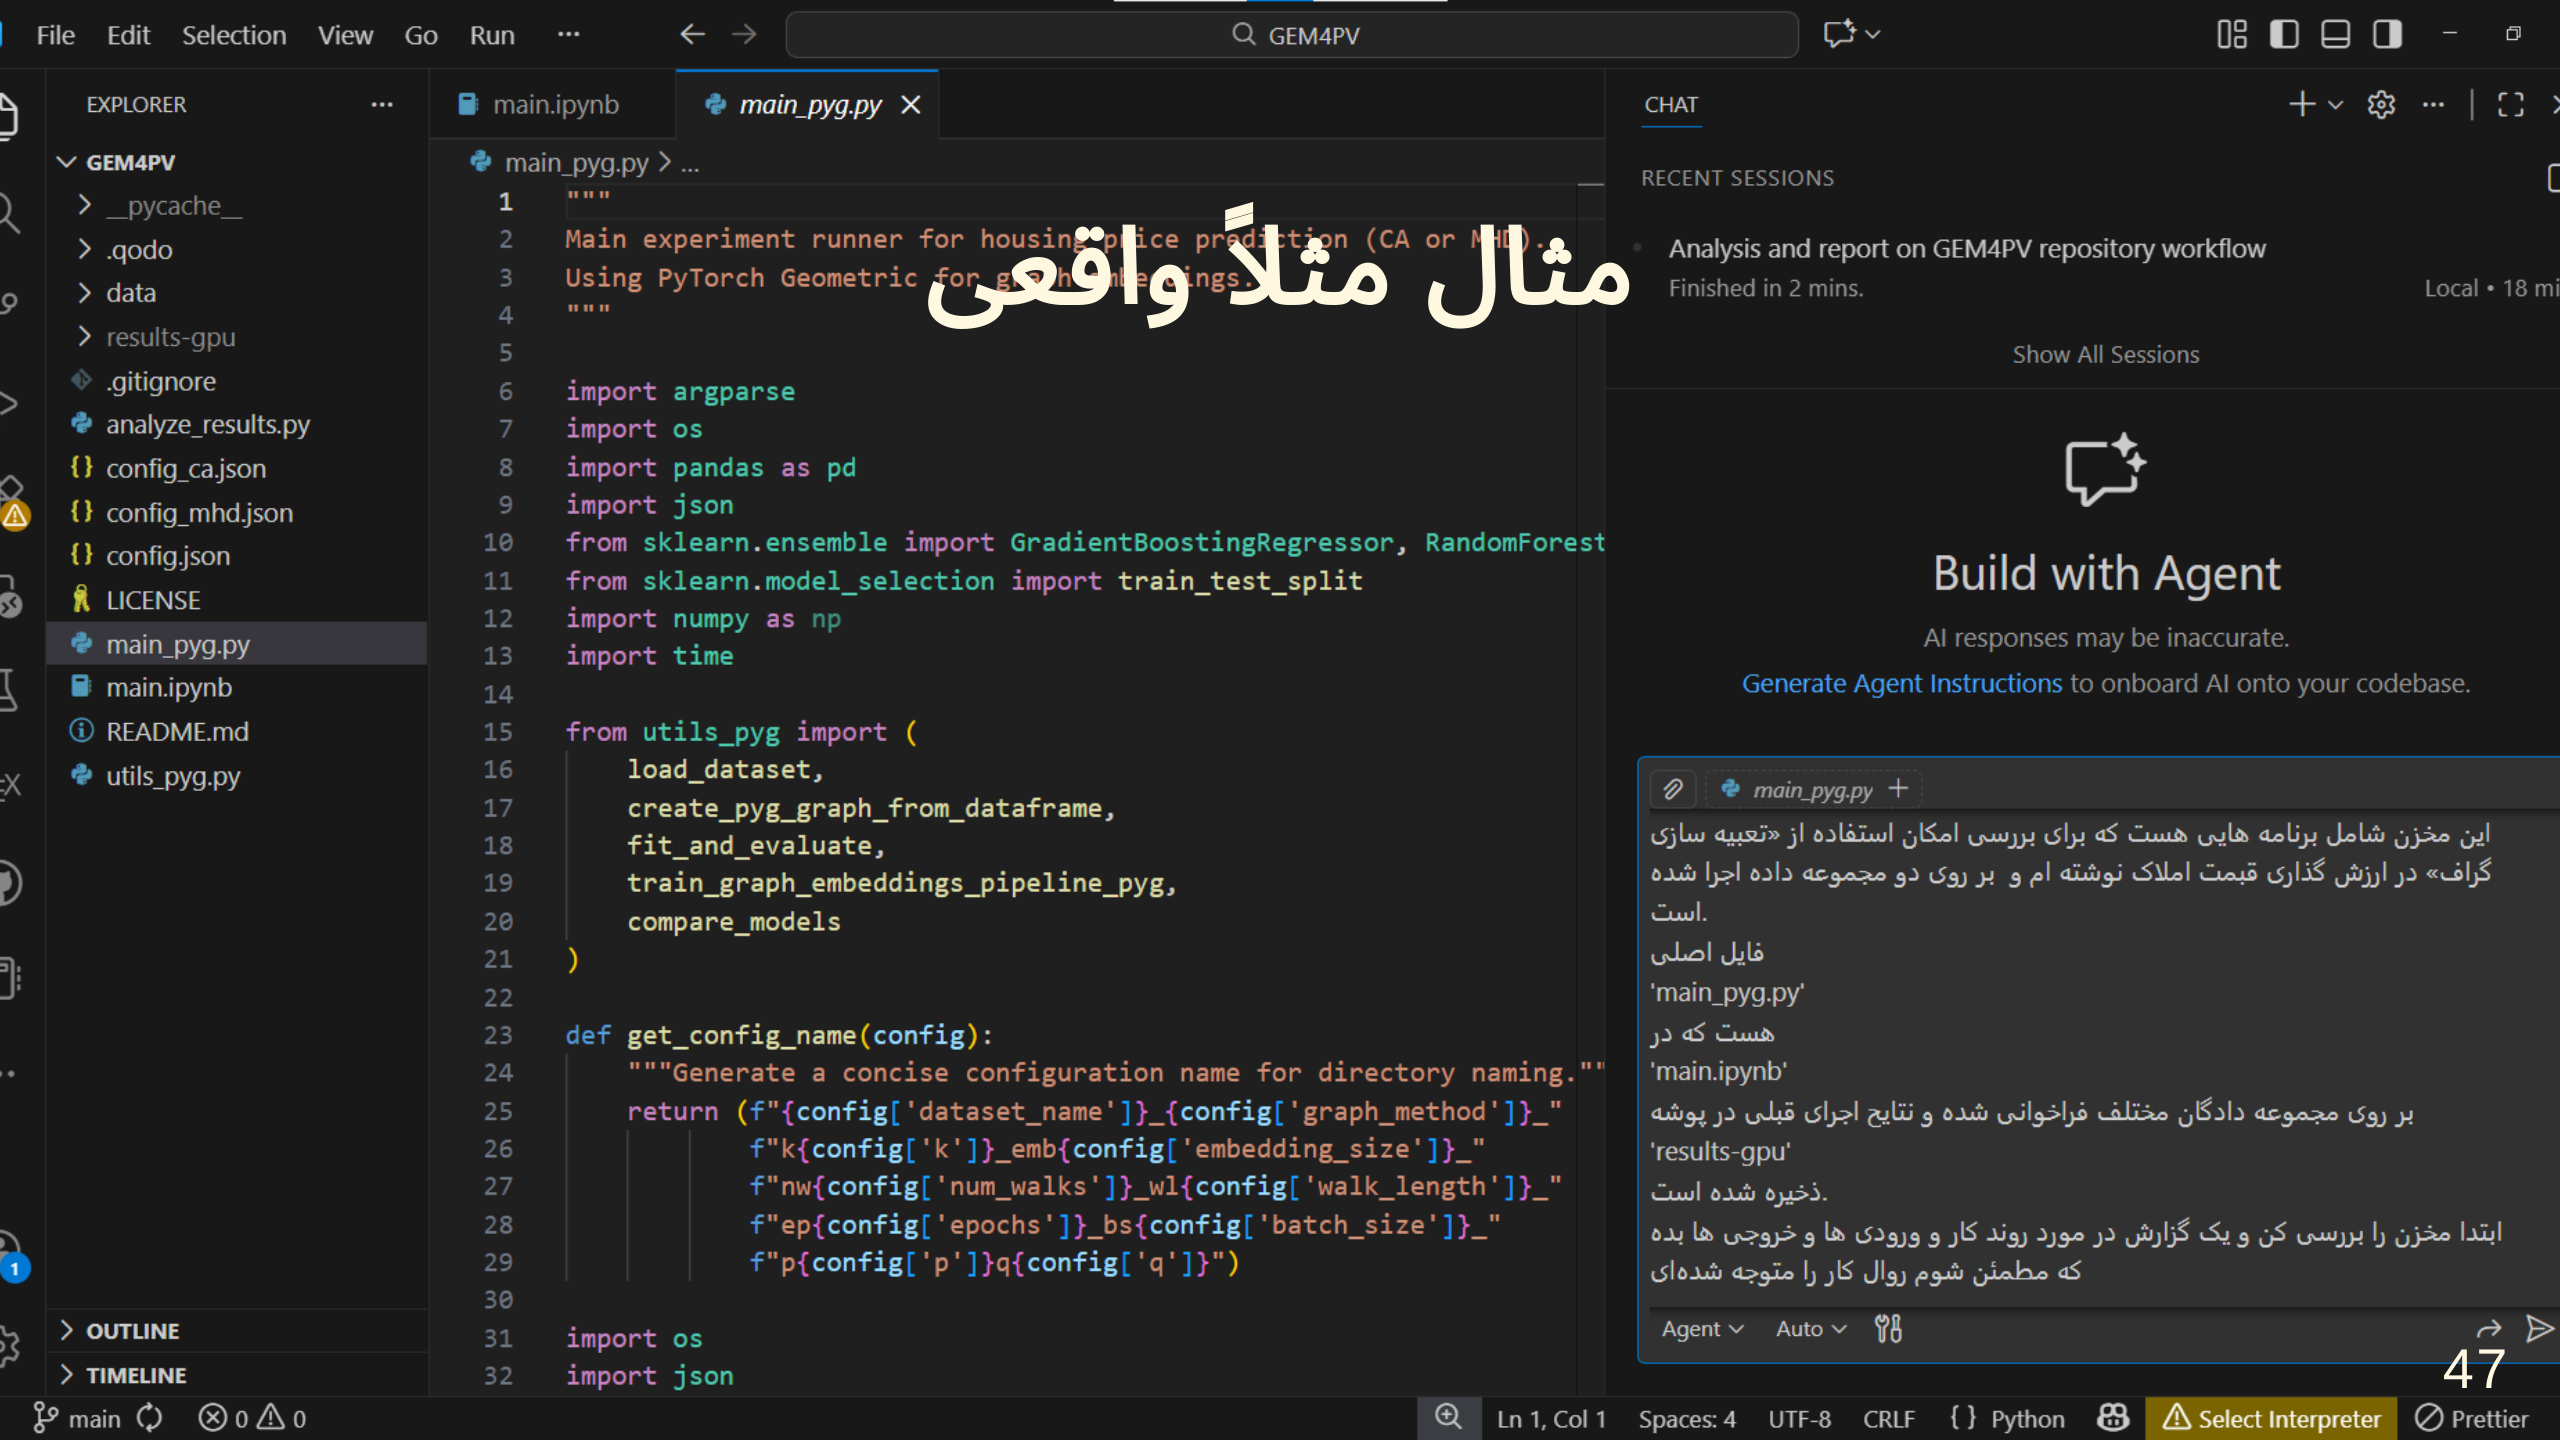 File Edit Selection View Go Run ···
GEM4PV
EXPLORER
GEM4PV
__pycache__
.qodo
data
results-gpu
.gitignore
analyze_results.py
config_ca.json
config_mhd.json
config.json
LICENSE
main_pyg.py
main.ipynb
README.md
utils_pyg.py
OUTLINE
TIMELINE
main.ipynb
main_pyg.py
main_pyg.py > ...
مثال مثلاً واقعی
1 """
2 Main experiment runner for housing price prediction (CA or MHD).
3 Using PyTorch Geometric for graph embeddings.
4 """
5
6 import argparse
7 import os
8 import pandas as pd
9 import json
10 from sklearn.ensemble import GradientBoostingRegressor, RandomForest
11 from sklearn.model_selection import train_test_split
12 import numpy as np
13 import time
14
15 from utils_pyg import (
16 load_dataset,
17 create_pyg_graph_from_dataframe,
18 fit_and_evaluate,
19 train_graph_embeddings_pipeline_pyg,
20 compare_models
21 )
22
23 def get_config_name(config):
24 """Generate a concise configuration name for directory naming.""
25 return (f"{config['dataset_name']}_{config['graph_method']}_"
26 f"k{config['k']}_emb{config['embedding_size']}_"
27 f"nw{config['num_walks']}_wl{config['walk_length']}_"
28 f"ep{config['epochs']}_bs{config['batch_size']}_"
29 f"p{config['p']}q{config['q']}")
30
31 import os
32 import json
CHAT
RECENT SESSIONS
Analysis and report on GEM4PV repository workflow
Finished in 2 mins. Local • 18 mi
Show All Sessions
Build with Agent
AI responses may be inaccurate.
Generate Agent Instructions to onboard AI onto your codebase.
main_pyg.py
این مخزن شامل برنامه هایی هست که برای بررسی امکان استفاده از «تعبیه سازی
گراف» در ارزش گذاری قبمت املاک نوشته ام و بر روی دو مجموعه داده اجرا شده
است.
فایل اصلی
'main_pyg.py'
هست که در
'main.ipynb'
بر روی مجموعه دادگان مختلف فراخوانی شده و نتایح اجرای قبلی در پوشه
'results-gpu'
ذخیره شده است.
ابتدا مخزن را بررسی کن و یک گزارش در مورد روند کار و ورودی ها و خروجی ها بده
که مطمئن شوم روال کار را متوجه شده‌ای
Agent Auto
47
main 0 0 Ln 1, Col 1 Spaces: 4 UTF-8 CRLF {} Python Select Interpreter Prettier
1